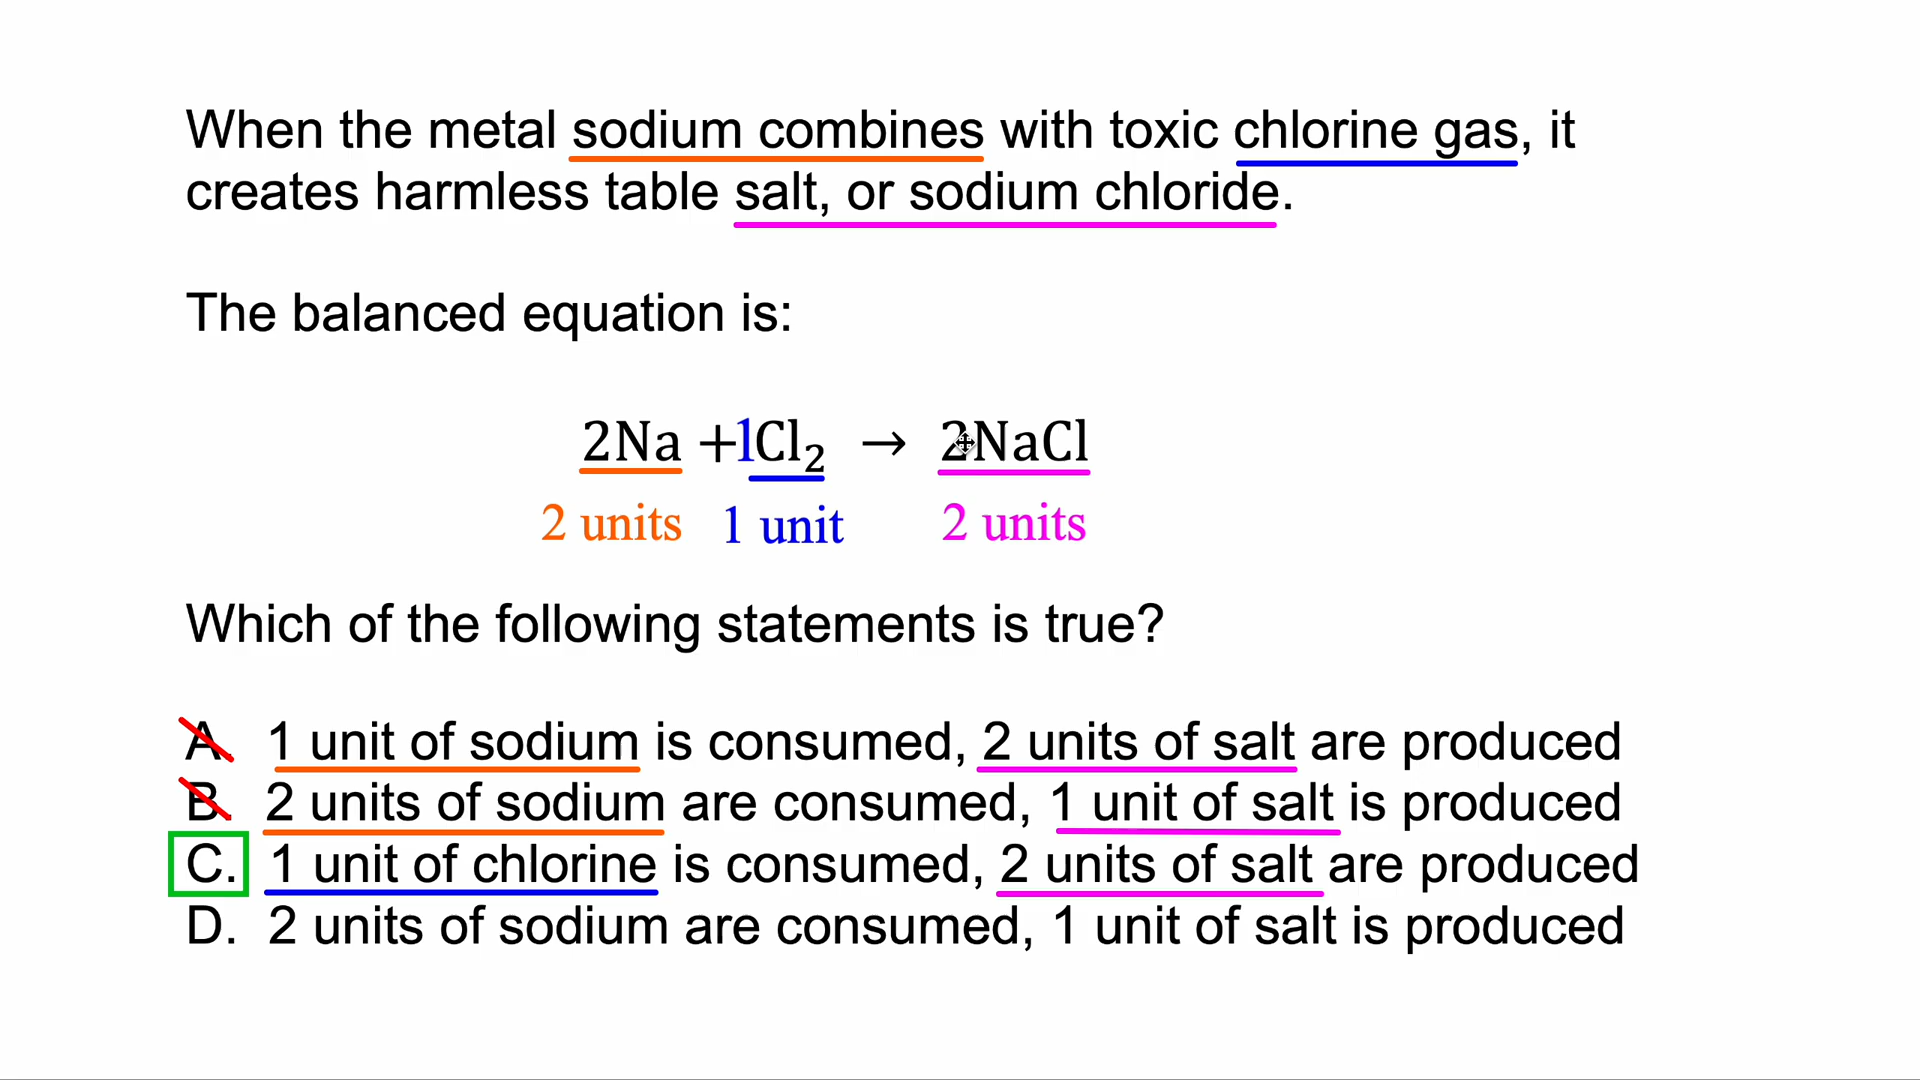 When the metal sodium combines with toxic chlorine gas, it
creates harmless table salt, or sodium chloride.
The balanced equation is:
2Na +1Cl₂ → 2NaCl
2 units 1 unit 2 units
Which of the following statements is true?
A. 1 unit of sodium is consumed, 2 units of salt are produced
B. 2 units of sodium are consumed, 1 unit of salt is produced
C. 1 unit of chlorine is consumed, 2 units of salt are produced
D. 2 units of sodium are consumed, 1 unit of salt is produced